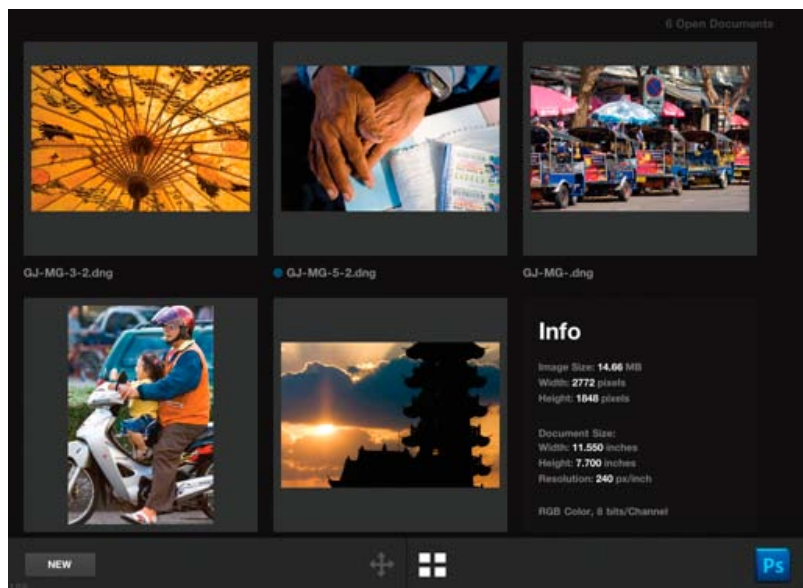 6 Open Documents
GJ-MG-3-2.dng
GJ-MG-5-2.dng
GJ-MG-.dng
Info
Image Size: 14.66 MB
Width: 2772 pixels
Height: 1848 pixels
Document Size:
Width: 11.550 inches
Height: 7.700 inches
Resolution: 240 px/inch
RGB Color, 8 bits/Channel
NEW
Ps